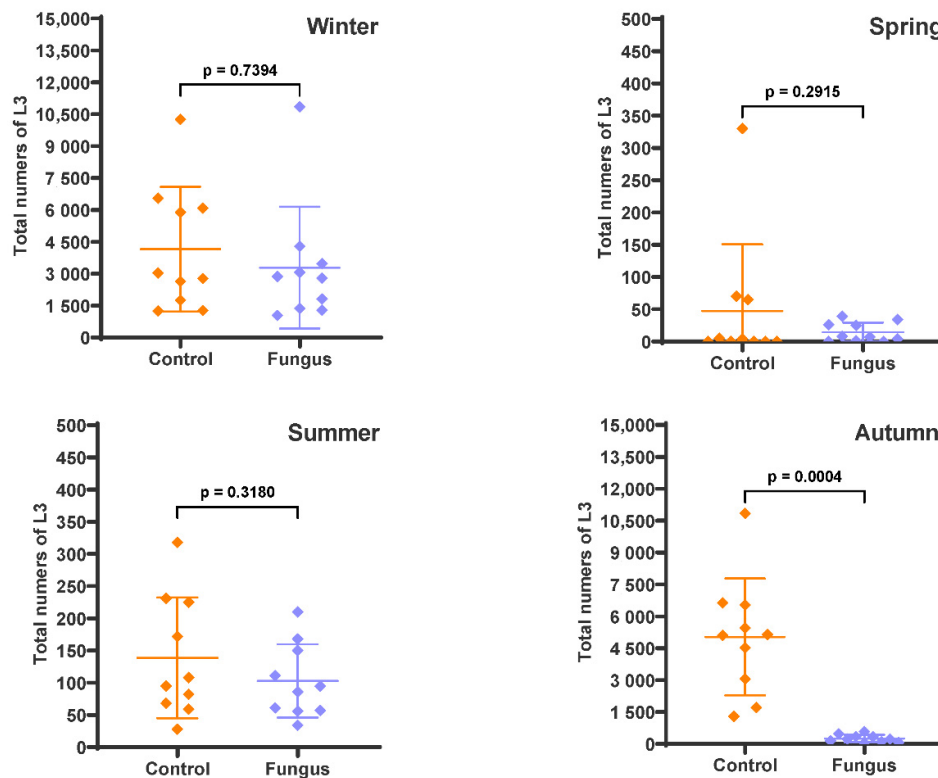 Winter
15,000
13,500
12,000
10,500
9 000
7 500
6 000
4 500
3 000
1 500
0
Total numers of L3
p = 0.7394
Control Fungus
Spring
500
450
400
350
300
250
200
150
100
50
0
Total numers of L3
p = 0.2915
Control Fungus
Summer
500
450
400
350
300
250
200
150
100
50
0
Total numers of L3
p = 0.3180
Control Fungus
Autumn
15,000
13,500
12,000
10,500
9 000
7 500
6 000
4 500
3 000
1 500
0
Total numers of L3
p = 0.0004
Control Fungus